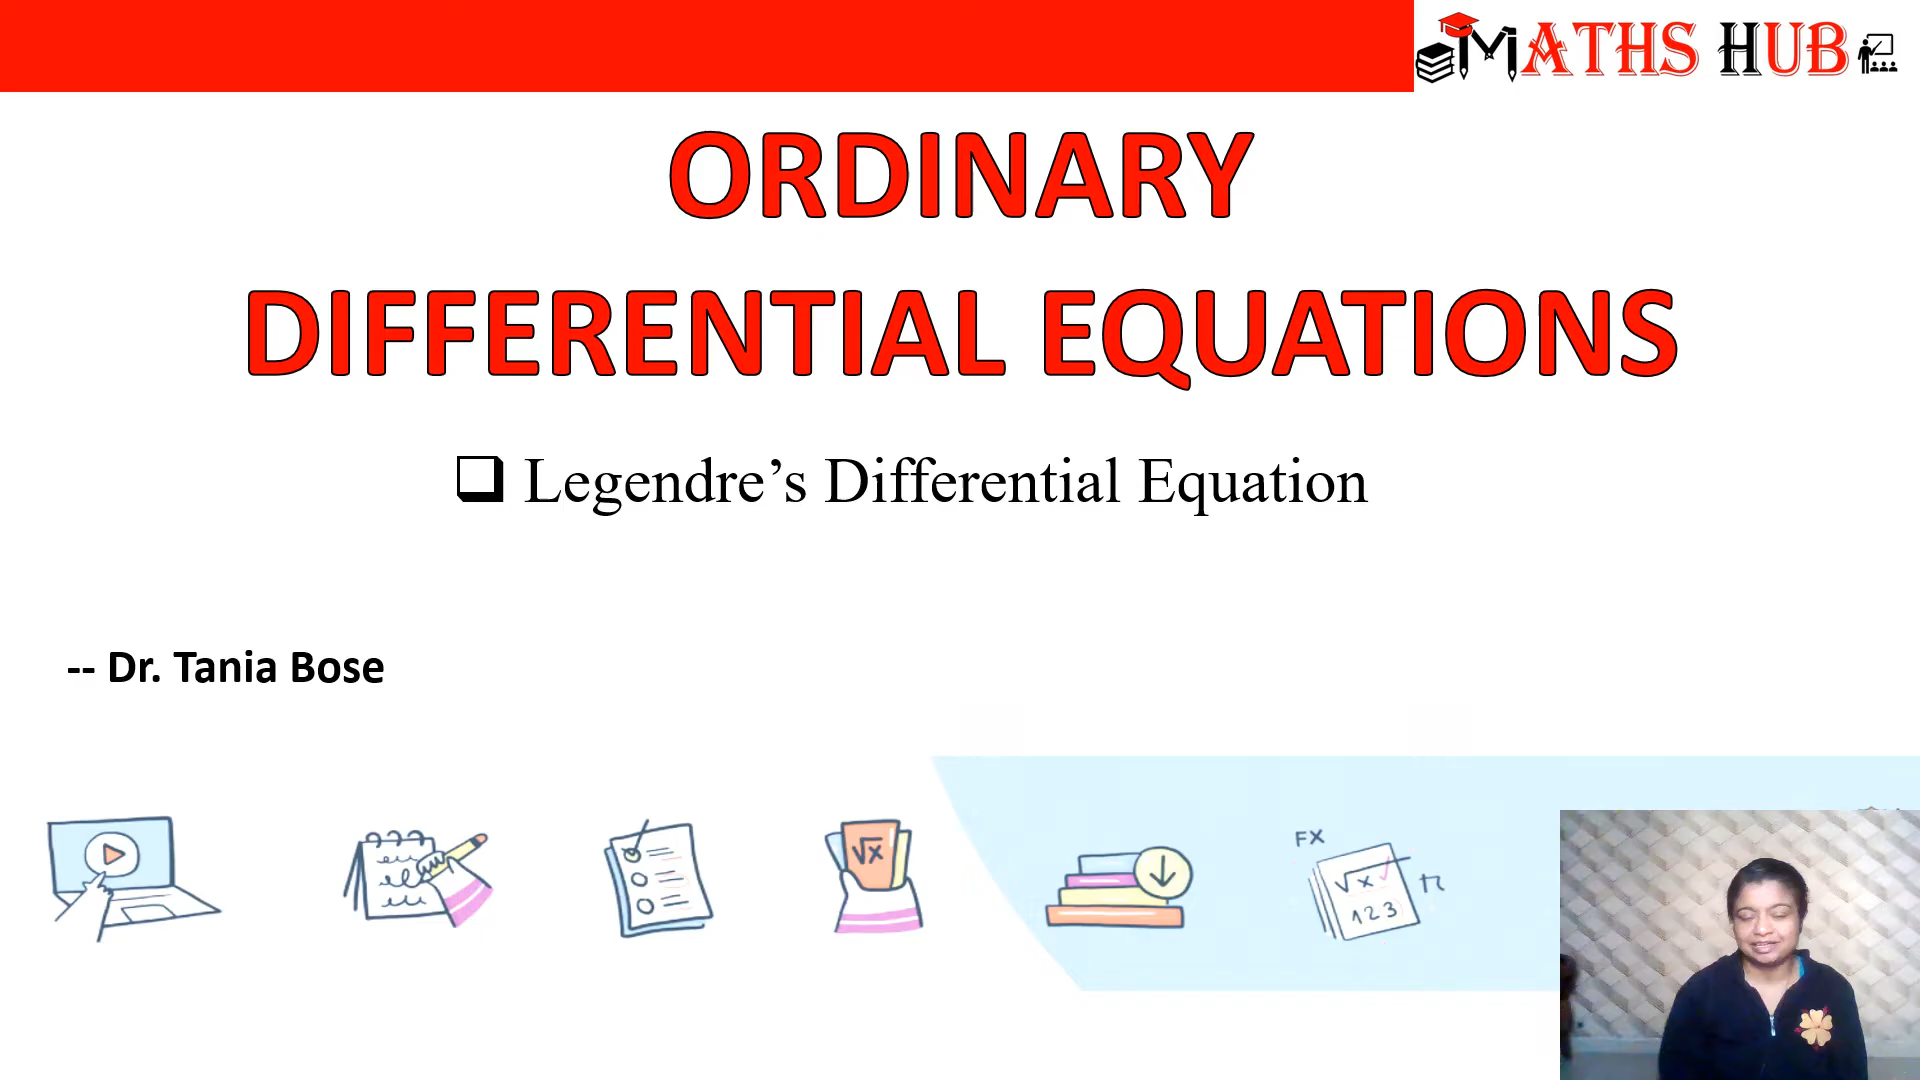 MATHS HUB
ORDINARY
DIFFERENTIAL EQUATIONS
❑ Legendre’s Differential Equation
-- Dr. Tania Bose
√x
FX
√x
123
π